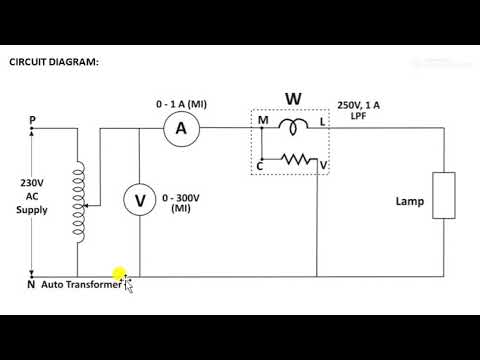 CIRCUIT DIAGRAM:
0 - 1 A (MI)
W
250V, 1 A
LPF
P
A
M
L
C
V
230V
AC
Supply
V
0 - 300V
(MI)
Lamp
N
Auto Transformer